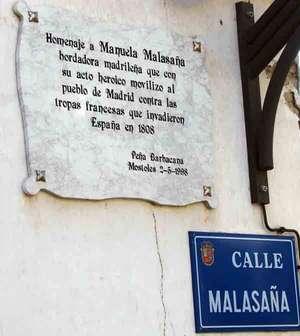 Homenaje a Manuela Malasaña
bordadora madrileña que con
su acto heroico movilizo al
pueblo de Madrid contra las
tropas francesas que invadieron
España en 1808
Peña Barbacana
Mostoles 2-5-1998
CALLE
MALASAÑA